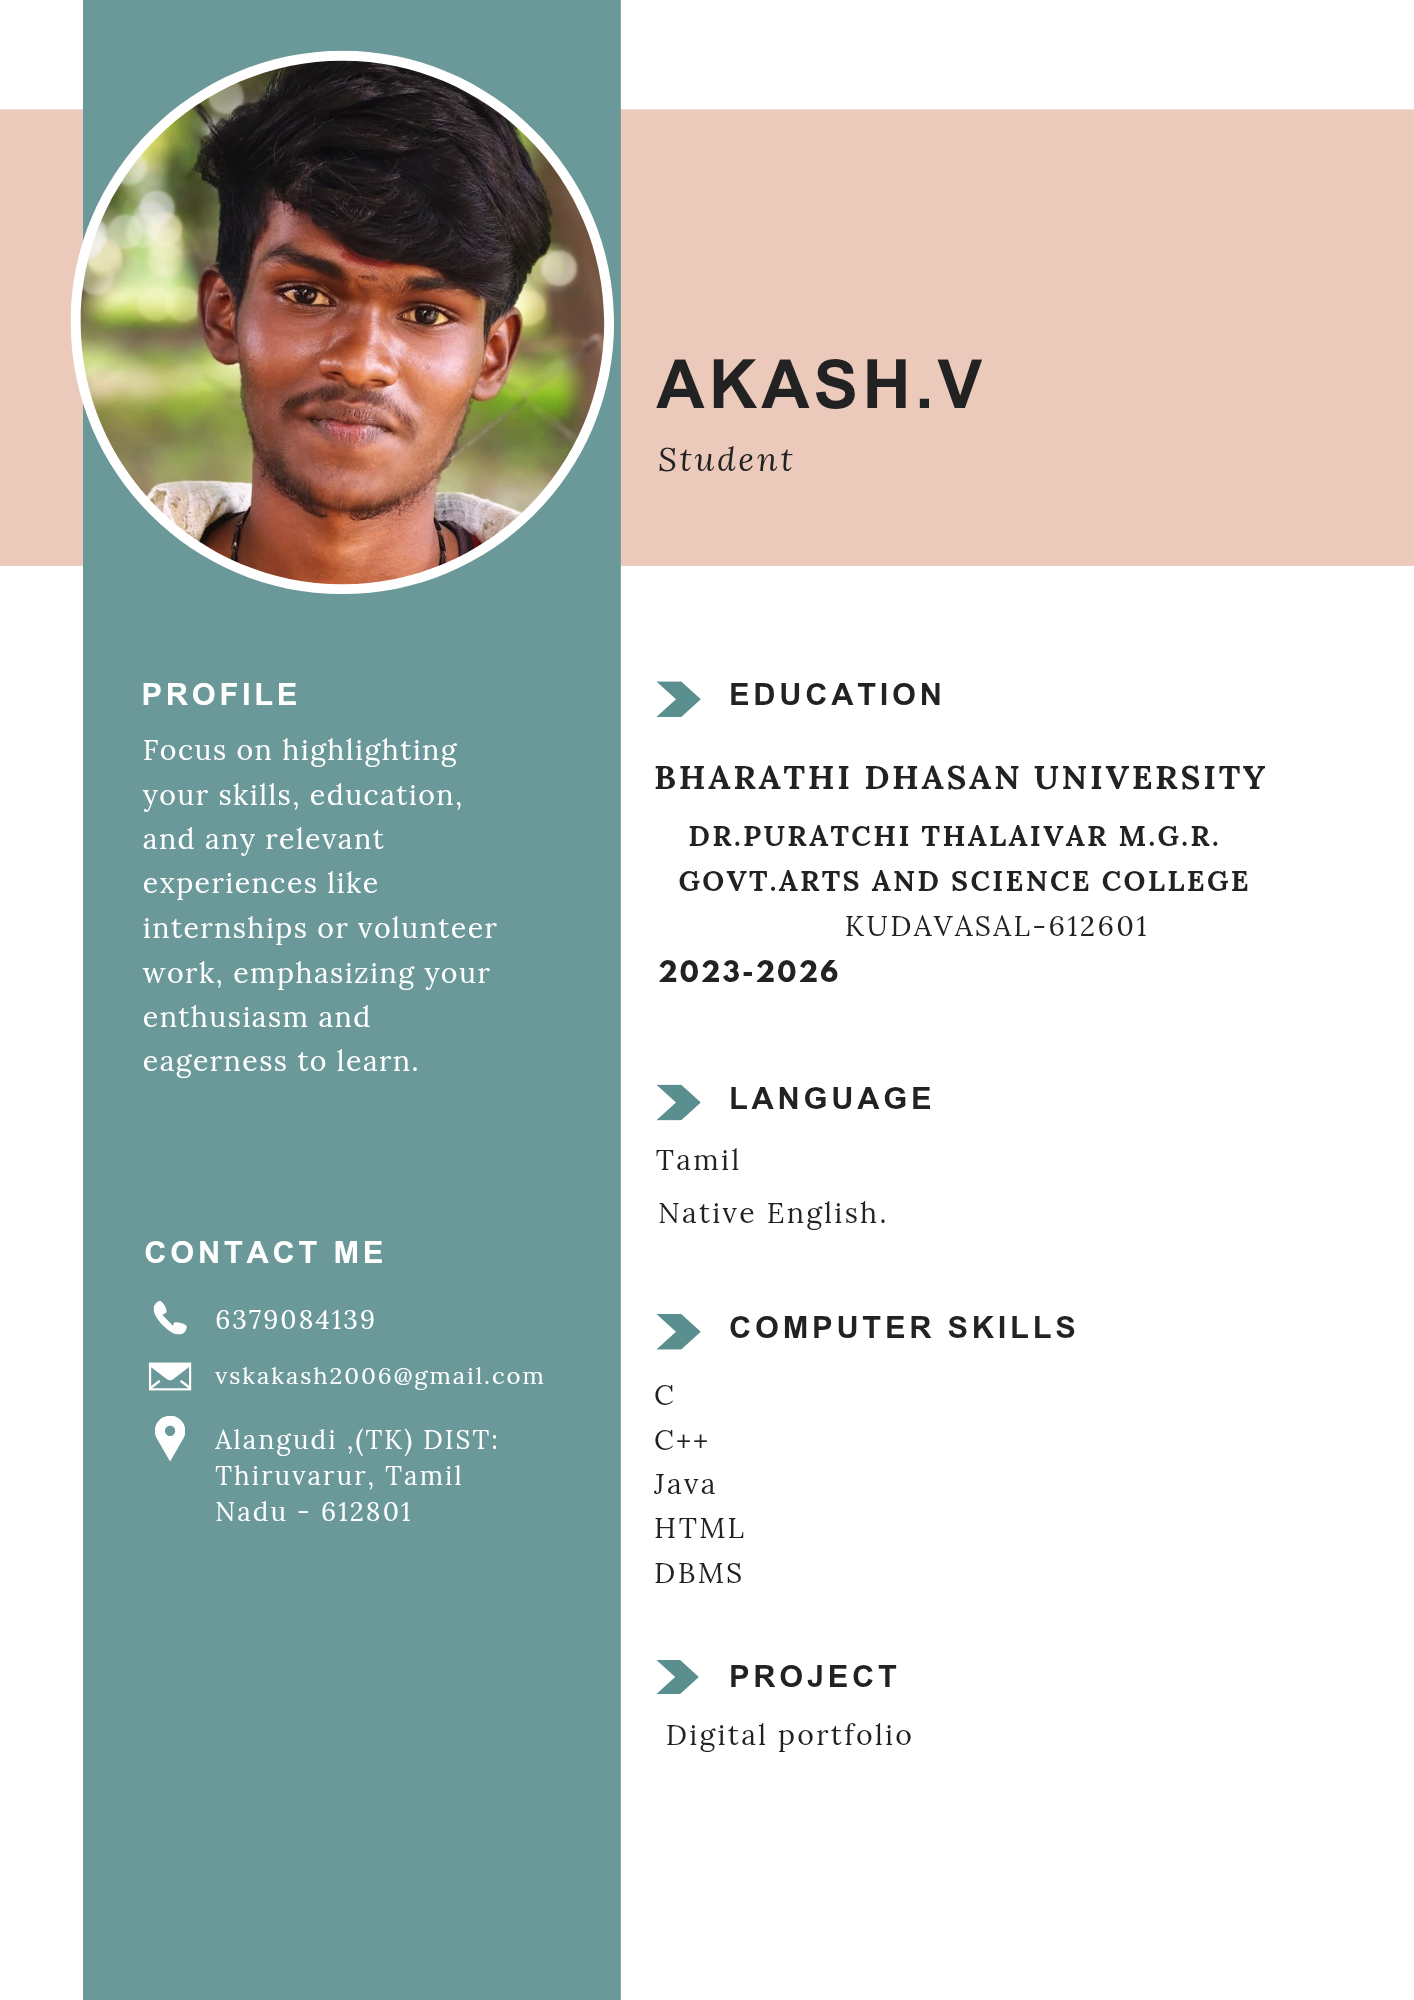 AKASH.V
Student
PROFILE
Focus on highlighting
your skills, education,
and any relevant
experiences like
internships or volunteer
work, emphasizing your
enthusiasm and
eagerness to learn.
CONTACT ME
6379084139
vskakash2006@gmail.com
Alangudi ,(TK) DIST:
Thiruvarur, Tamil
Nadu - 612801
EDUCATION
BHARATHI DHASAN UNIVERSITY
DR.PURATCHI THALAIVAR M.G.R.
GOVT.ARTS AND SCIENCE COLLEGE
KUDAVASAL-612601
2023-2026
LANGUAGE
Tamil
Native English.
COMPUTER SKILLS
C
C++
Java
HTML
DBMS
PROJECT
Digital portfolio